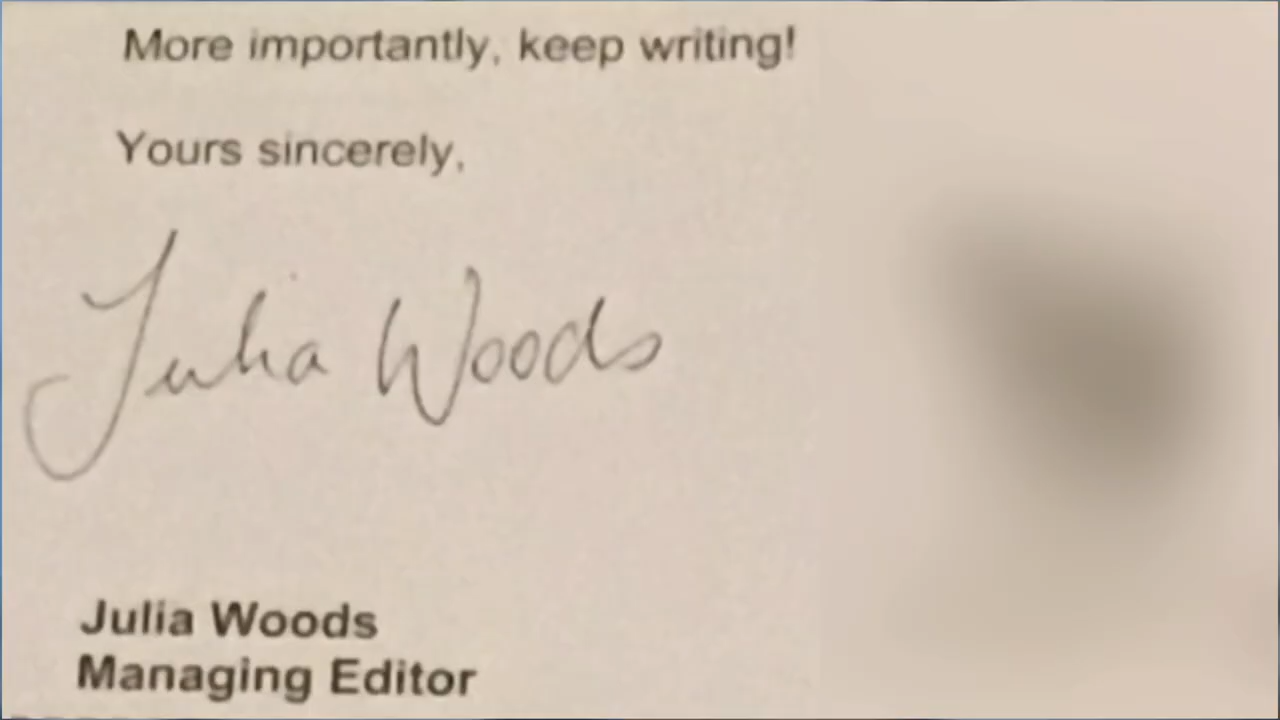 More importantly, keep writing!
Yours sincerely,
Julia Woods
Julia Woods
Managing Editor